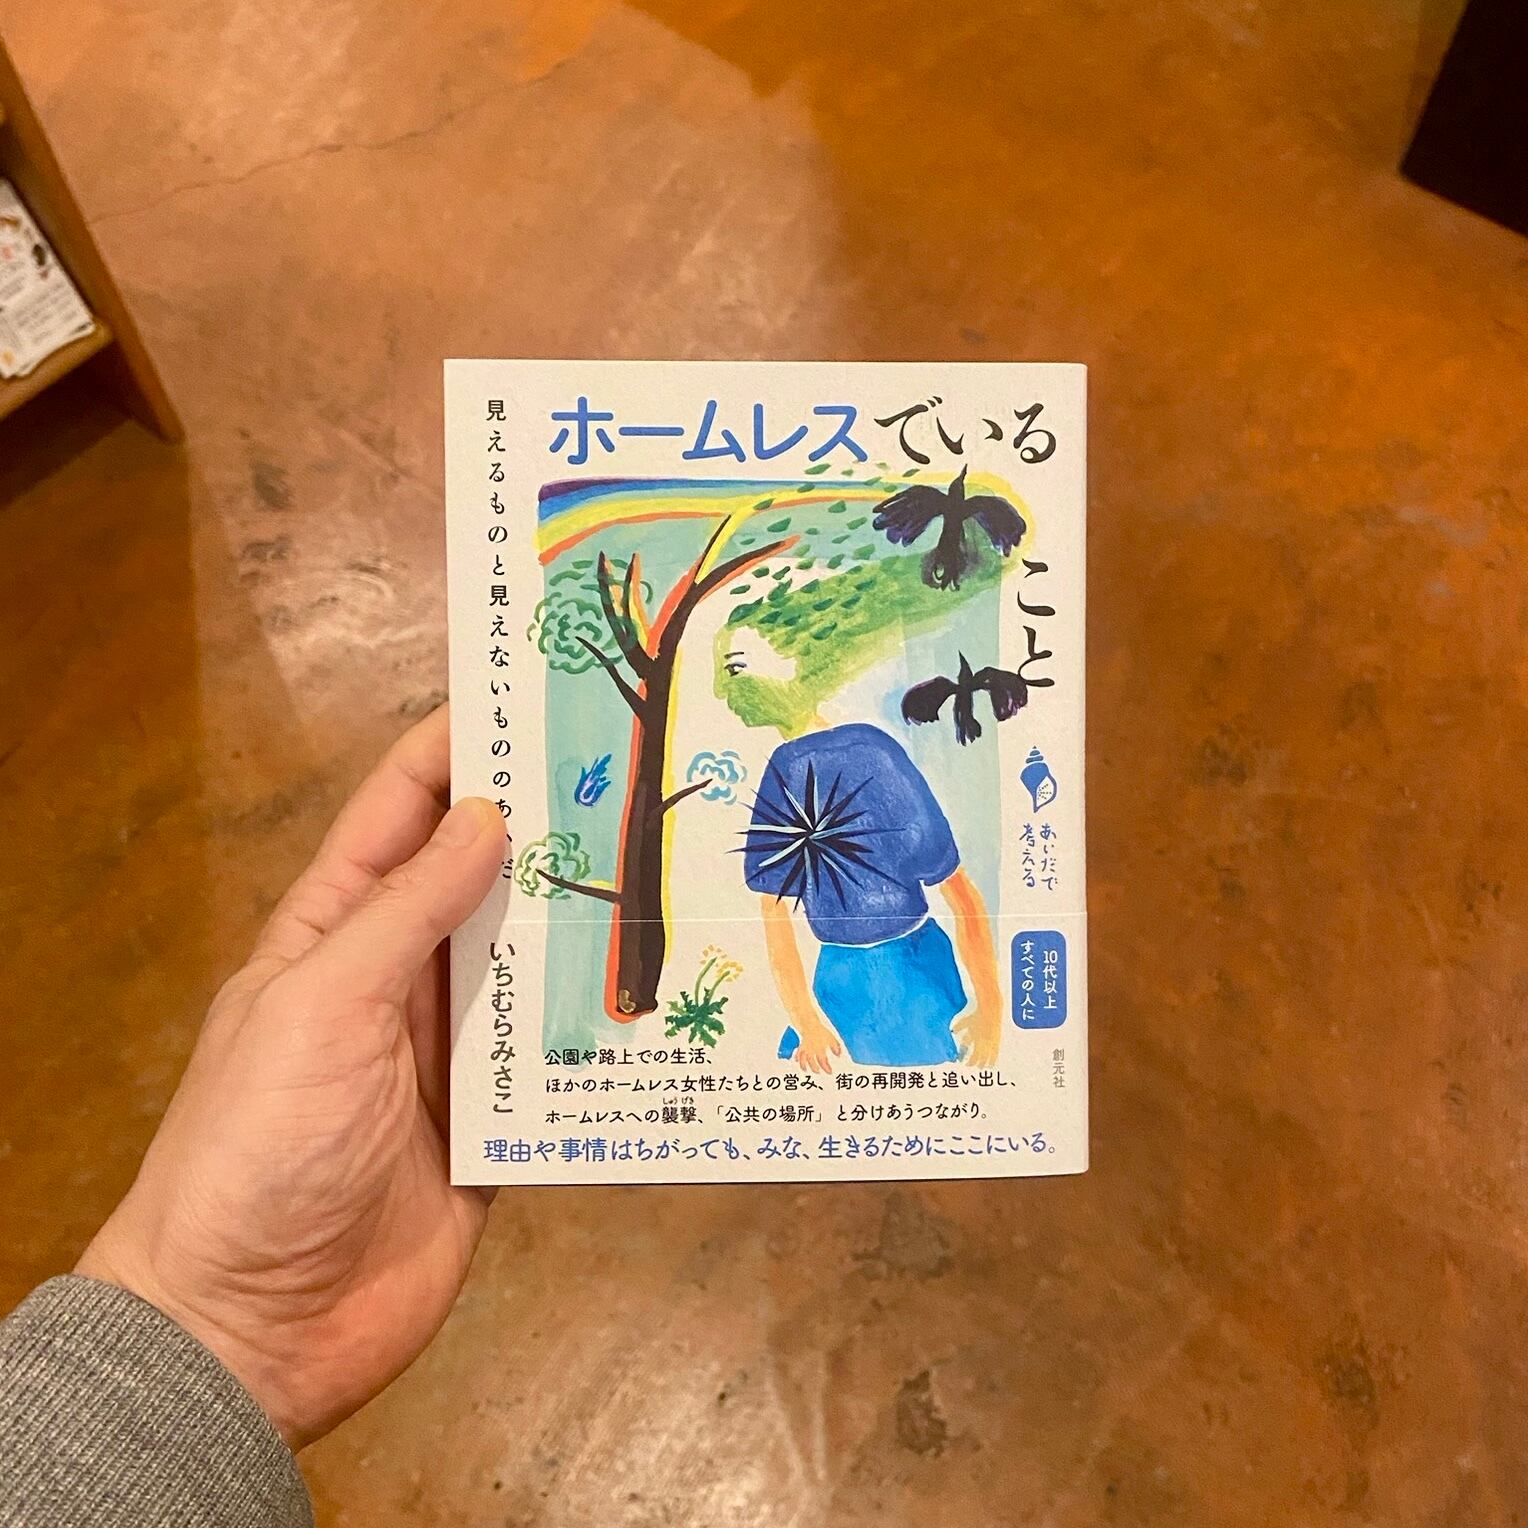 ホームレスでいる
こと
見えるものと見えないもののあ
だ
いちむらみさこ
あいだで
考える
10代以上
すべての人に
創元社
公園や路上での生活、
ほかのホームレス女性たちとの営み、街の再開発と追い出し、
ホームレスへの襲撃、「公共の場所」と分けあうつながり。
しゅうげき
理由や事情はちがっても、みな、生きるためにここにいる。